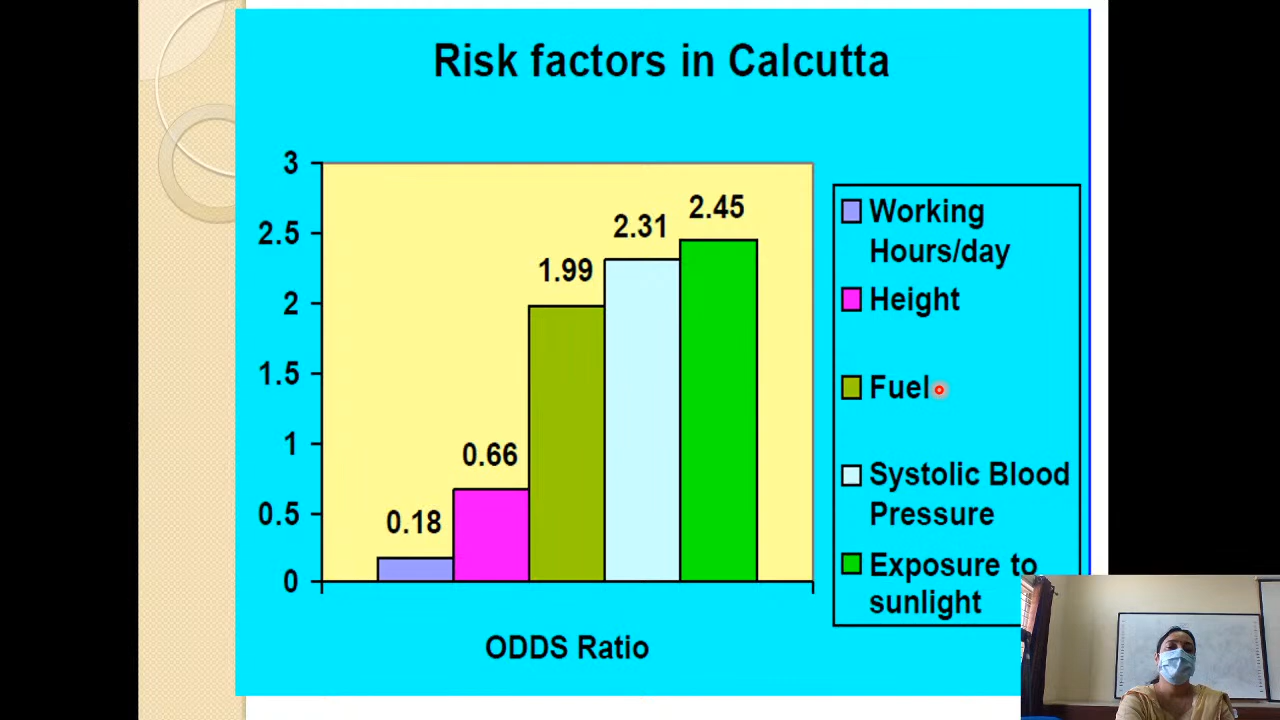 Risk factors in Calcutta
3
2.5
2
1.5
1
0.5
0
0.18
0.66
1.99
2.31
2.45
ODDS Ratio
Working
Hours/day
Height
Fuel
Systolic Blood
Pressure
Exposure to
sunlight